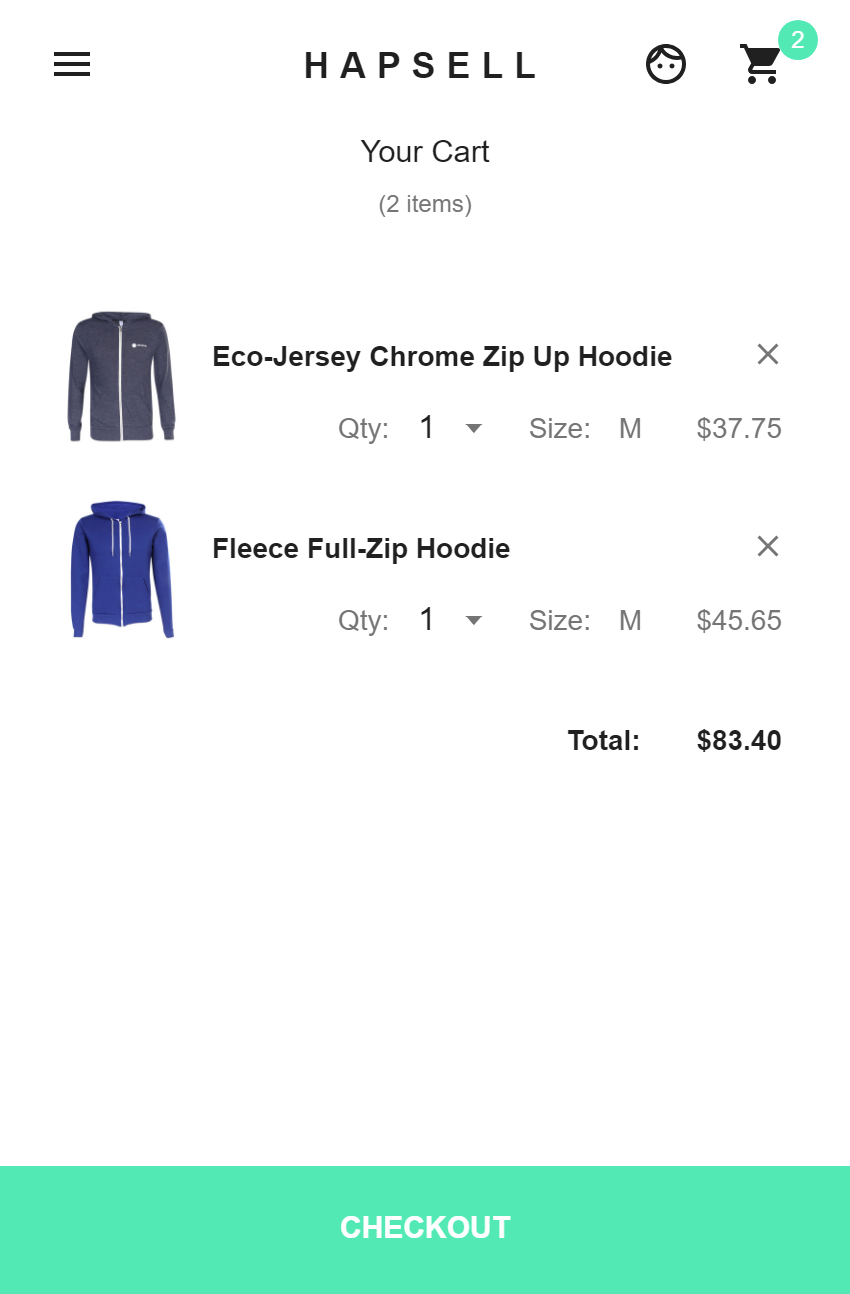 HAPSELL
2
Your Cart
(2 items)
Eco-Jersey Chrome Zip Up Hoodie
Qty: 1 Size: M $37.75
Fleece Full-Zip Hoodie
Qty: 1 Size: M $45.65
Total: $83.40
CHECKOUT